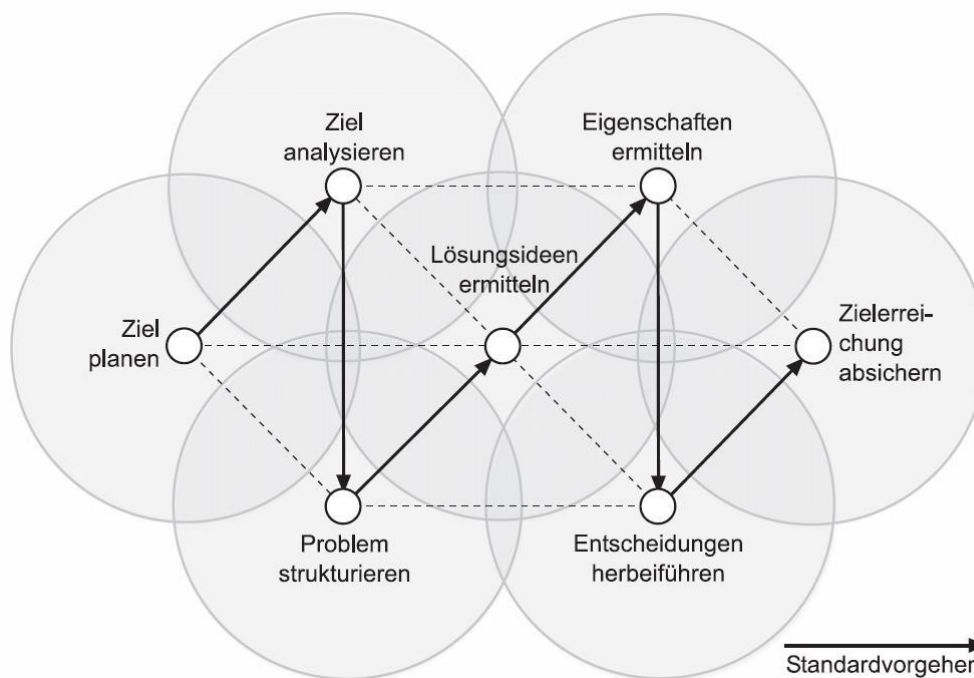 Ziel
analysieren
Eigenschaften
ermitteln
Lösungsideen
ermitteln
Ziel
planen
Zielerrei-
chung
absichern
Problem
strukturieren
Entscheidungen
herbeiführen
Standardvorgehen